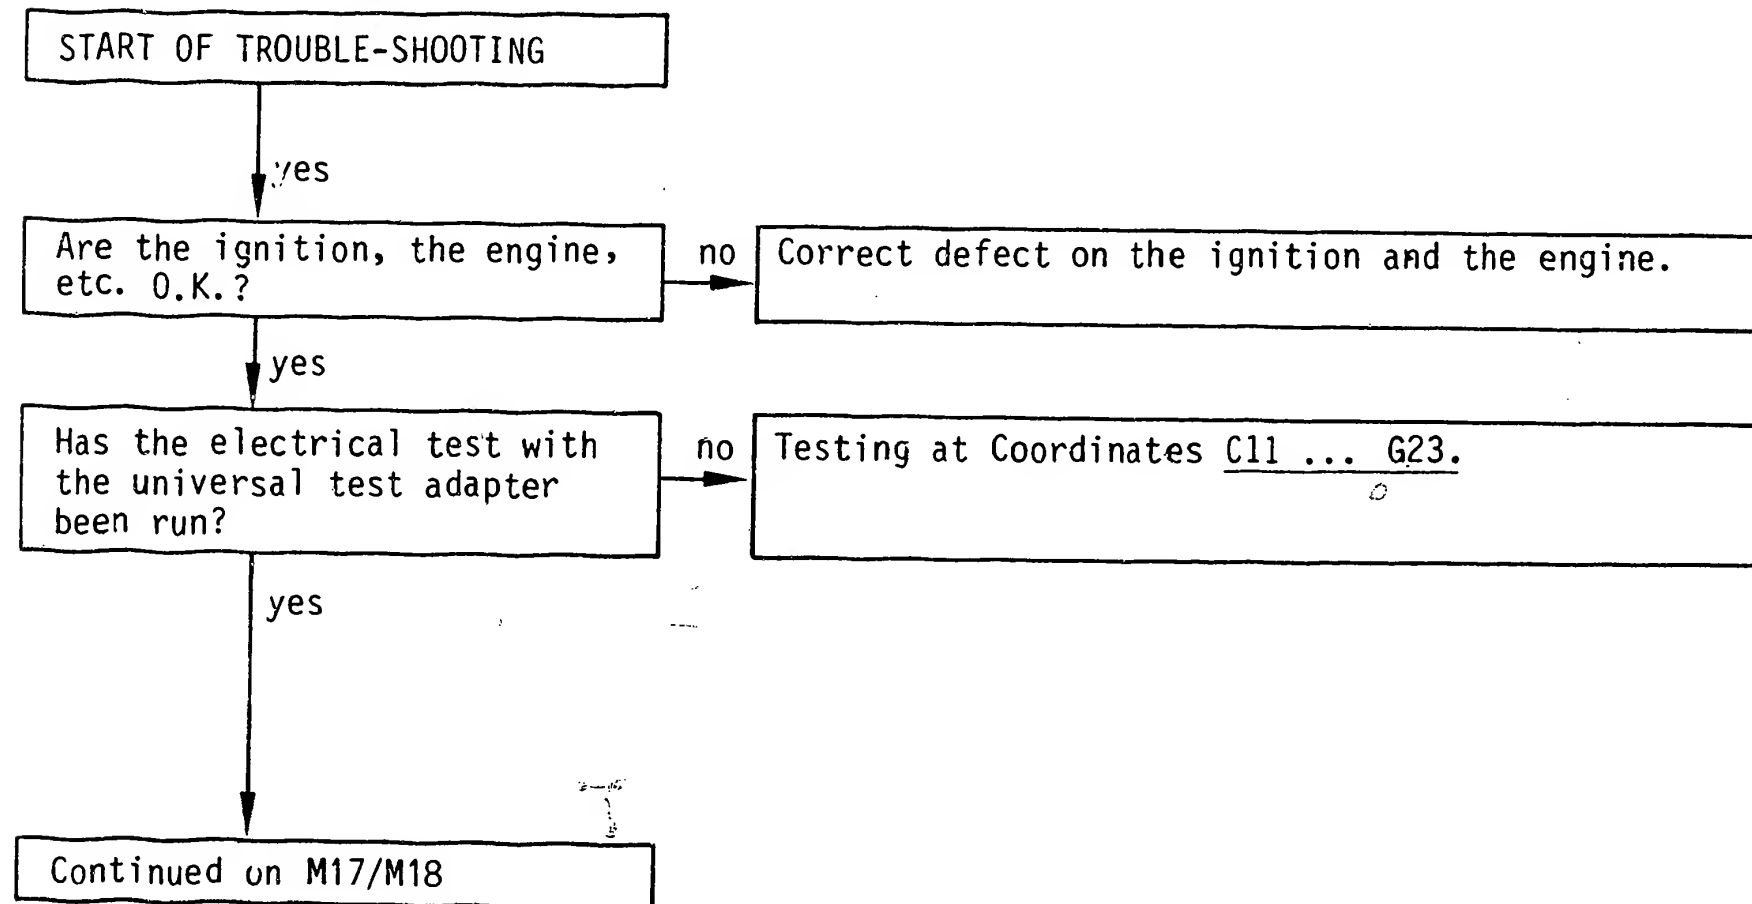 START OF TROUBLE-SHOOTING
yes
Are the ignition, the engine,
etc. O.K.?
no
Correct defect on the ignition and the engine.
yes
Has the electrical test with
the universal test adapter
been run?
no
Testing at Coordinates C11 ... G23.
yes
Continued on M17/M18